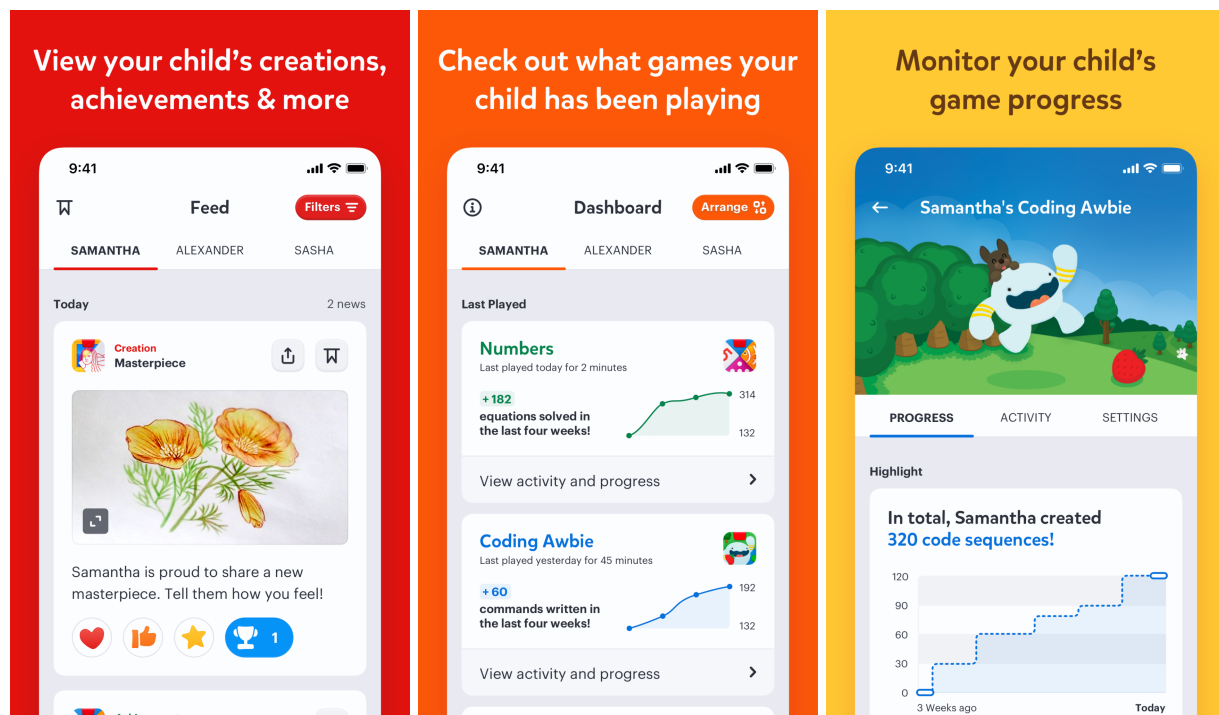 View your child's creations,
achievements & more
9:41
Feed
Filters
SAMANTHA
ALEXANDER
SASHA
Today
2 news
Creation
Masterpiece
Samantha is proud to share a new
masterpiece. Tell them how you feel!
1
Check out what games your
child has been playing
9:41
Dashboard
Arrange
SAMANTHA
ALEXANDER
SASHA
Last Played
Numbers
Last played today for 2 minutes
+ 182
equations solved in
the last four weeks!
314
132
View activity and progress
Coding Awbie
Last played yesterday for 45 minutes
+ 60
commands written in
the last four weeks!
192
132
View activity and progress
Monitor your child's
game progress
9:41
Samantha's Coding Awbie
PROGRESS
ACTIVITY
SETTINGS
Highlight
In total, Samantha created
320 code sequences!
120
90
60
30
0
3 Weeks ago
Today